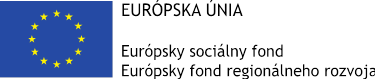 EURÓPSKA ÚNIA
Európsky sociálny fond
Európsky fond regionálneho rozvoja